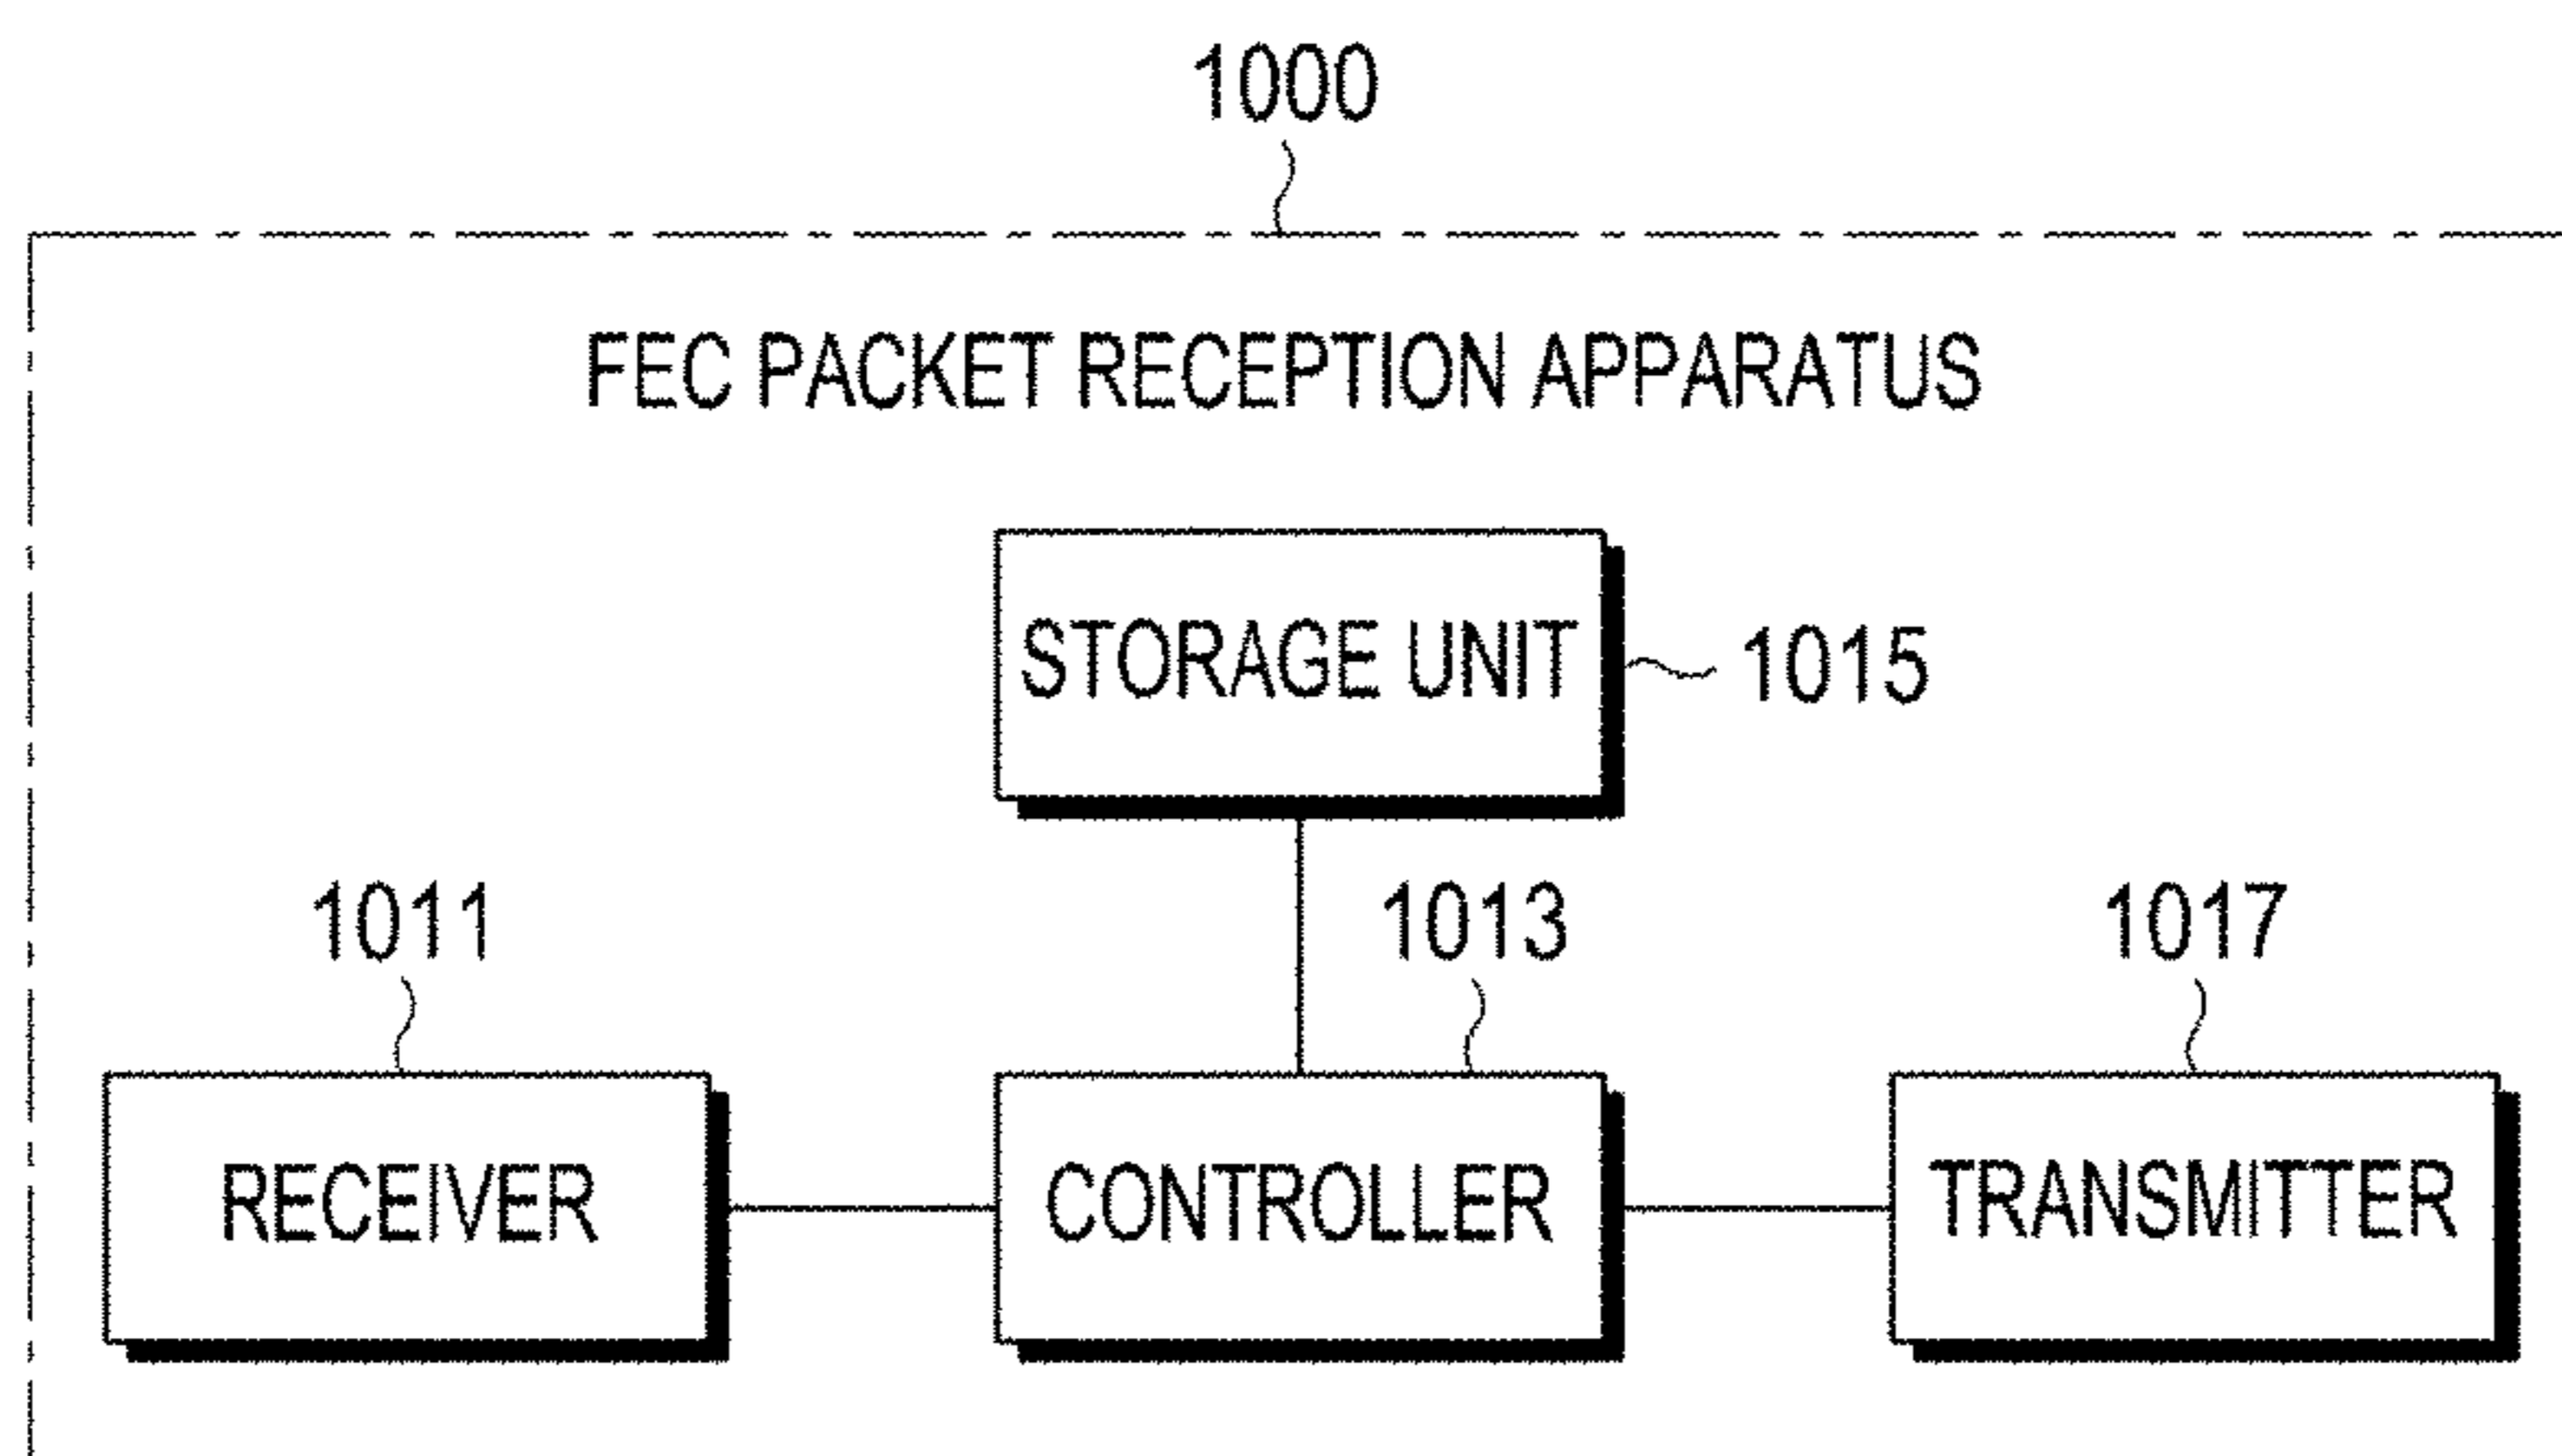 1000
FEC PACKET RECEPTION APPARATUS
STORAGE UNIT
1015
1011
1013
1017
RECEIVER
CONTROLLER
TRANSMITTER